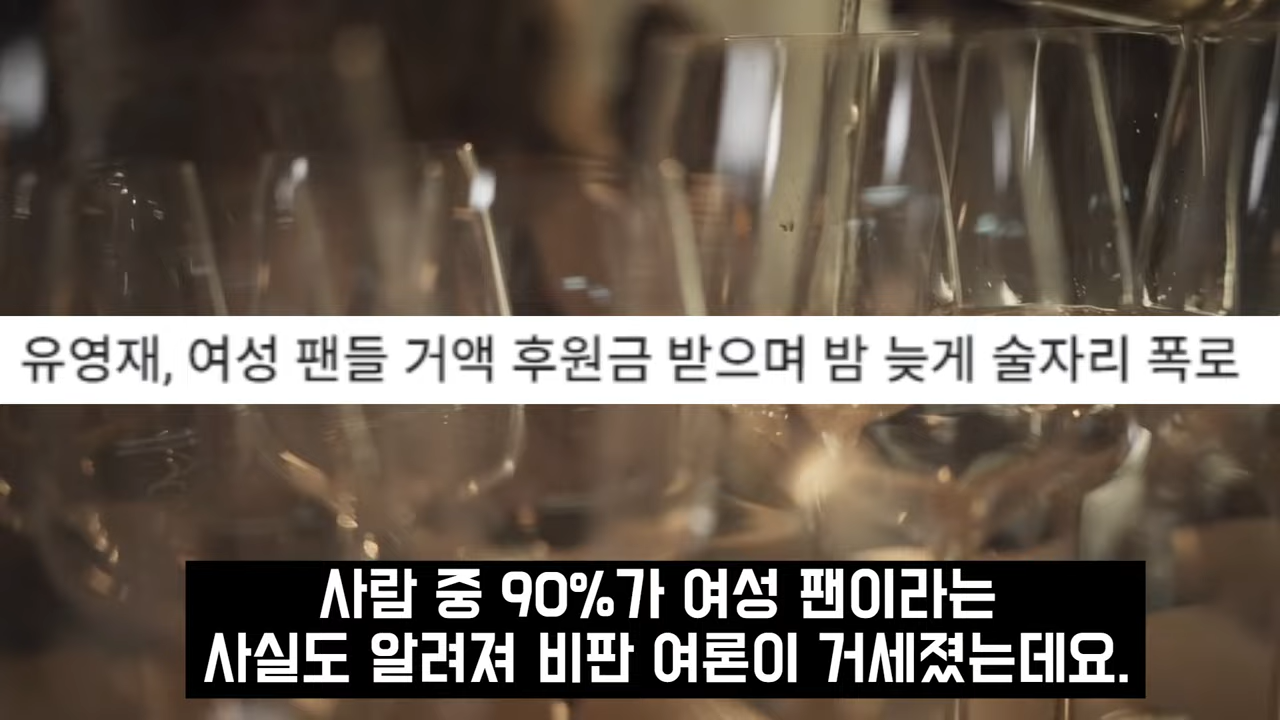 유영재, 여성 팬들 거액 후원금 받으며 밤 늦게 술자리 폭로
사람 중 90%가 여성 팬이라는
사실도 알려져 비판 여론이 거세졌는데요.